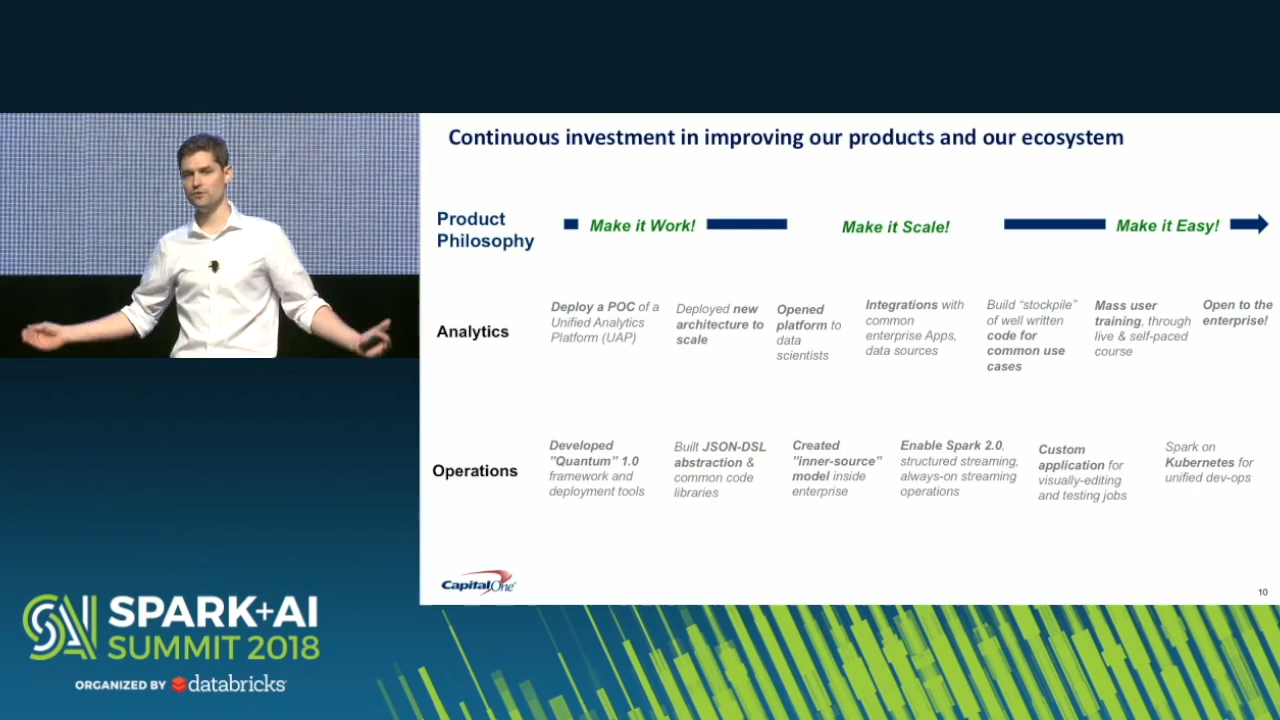 Continuous investment in improving our products and our ecosystem
Product
Philosophy
Make it Work!
Make it Scale!
Make it Easy!
Analytics
Deploy a POC of a
Unified Analytics
Platform (UAP)
Deployed new
architecture to
scale
Opened
platform to
data
scientists
Integrations with
common
enterprise Apps,
data sources
Build “stockpile”
of well written
code for
common use
cases
Mass user
training, through
live & self-paced
course
Open to the
enterprise!
Operations
Developed
"Quantum" 1.0
framework and
deployment tools
Built JSON-DSL
abstraction &
common code
libraries
Created
"inner-source"
model inside
enterprise
Enable Spark 2.0,
structured streaming,
always-on streaming
operations
Custom
application for
visually-editing
and testing jobs
Spark on
Kubernetes for
unified dev-ops
Capital One
10
SPARK+AI
SUMMIT 2018
ORGANIZED BY databricks